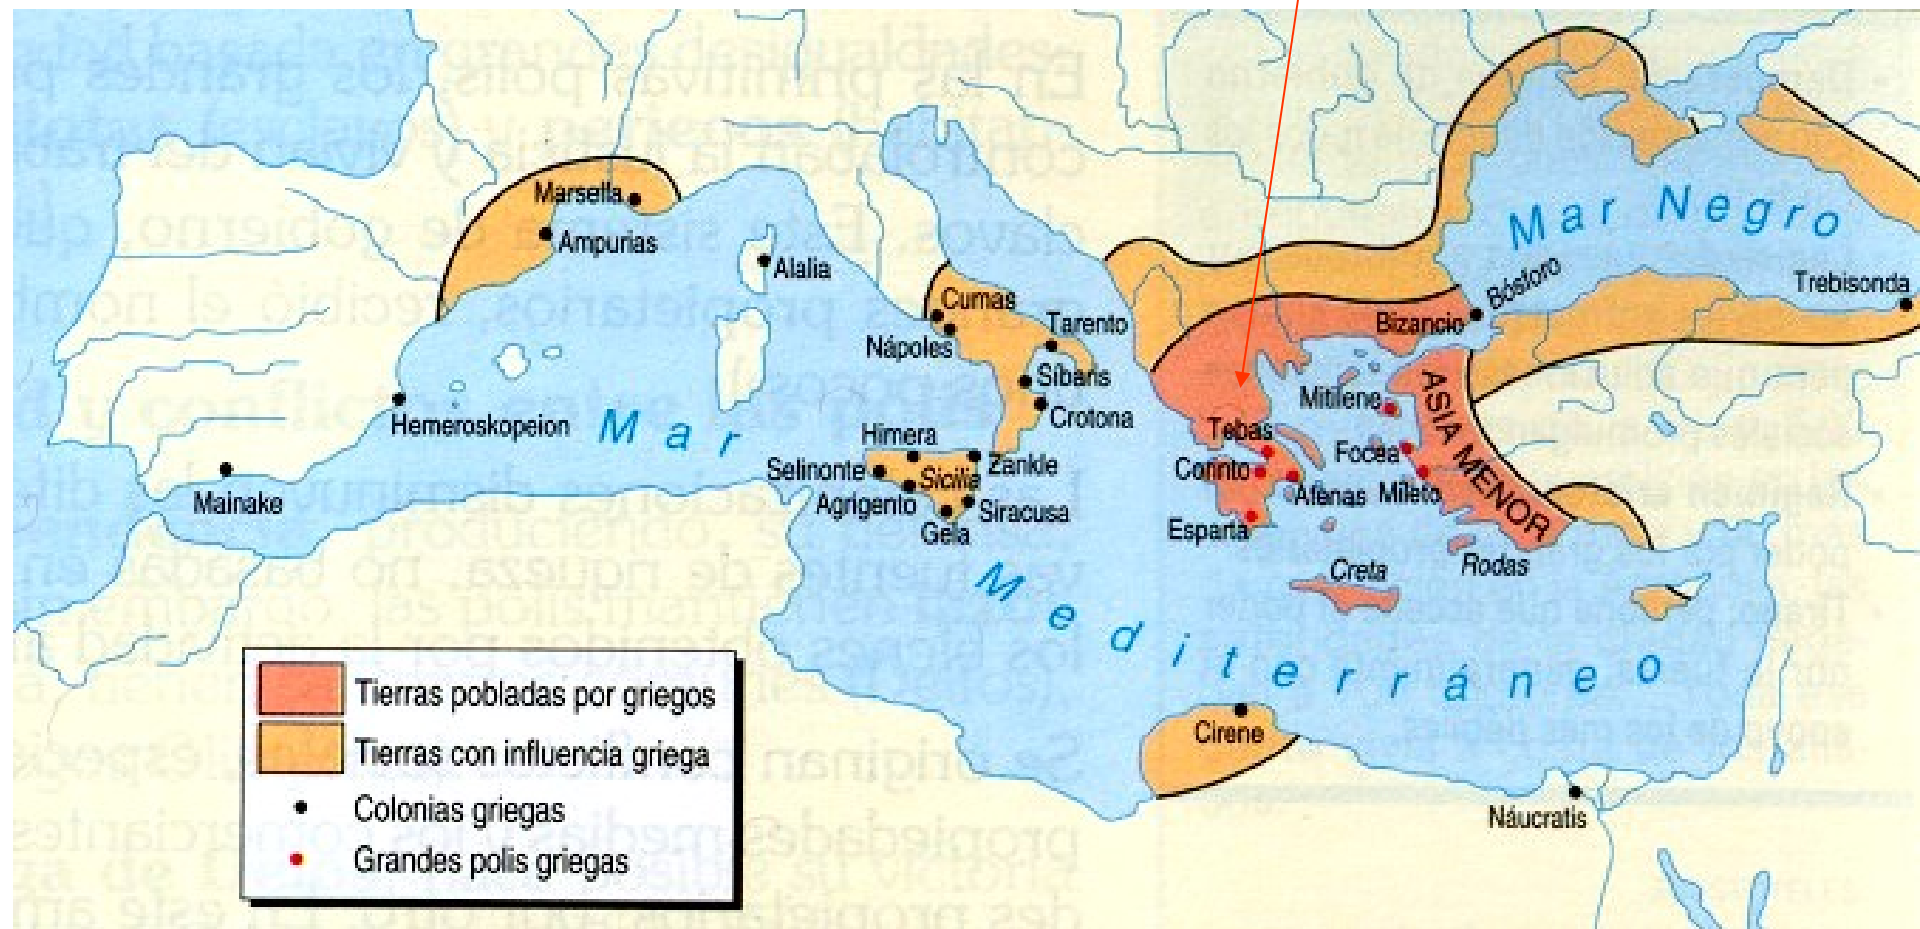 Mar Negro
Bósforo
Trebisonda
Marsella
Ampurias
Alalia
Cumas
Nápoles
Tarento
Síbaris
Crotona
Bizancio
ASIA MENOR
Mitilene
Hemeroskopeion
Mainake
Mar
Mediterráneo
Himera
Zankle
Selinonte
Sicilia
Agrigento
Gela
Siracusa
Tebas
Corinto
Atenas
Esparta
Focea
Mileto
Creta
Rodas
Cirene
Náucratis
Tierras pobladas por griegos
Tierras con influencia griega
Colonias griegas
Grandes polis griegas